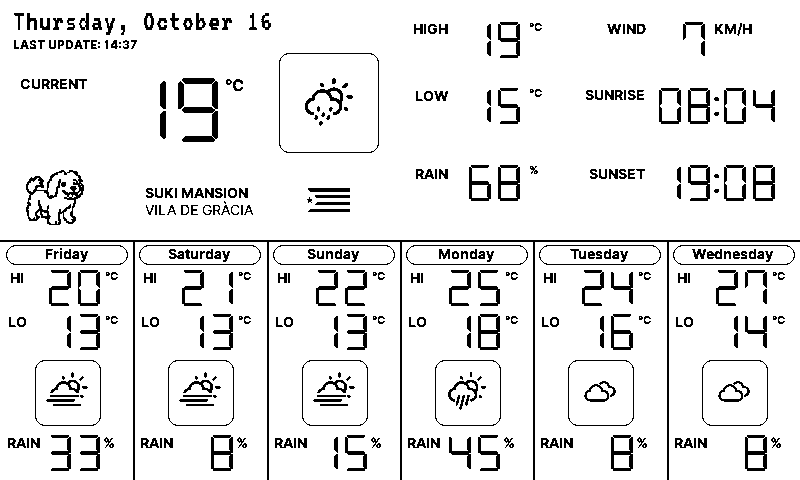 Thursday, October 16
LAST UPDATE: 14:37
CURRENT 19 °C
HIGH 19 °C
LOW 15 °C
RAIN 68 %
WIND 7 KM/H
SUNRISE 08:04
SUNSET 19:08
SUKI MANSION
VILA DE GRÀCIA
Friday
HI 20 °C
LO 13 °C
RAIN 33 %
Saturday
HI 21 °C
LO 13 °C
RAIN 8 %
Sunday
HI 22 °C
LO 13 °C
RAIN 15 %
Monday
HI 25 °C
LO 18 °C
RAIN 45 %
Tuesday
HI 24 °C
LO 16 °C
RAIN 8 %
Wednesday
HI 27 °C
LO 14 °C
RAIN 8 %